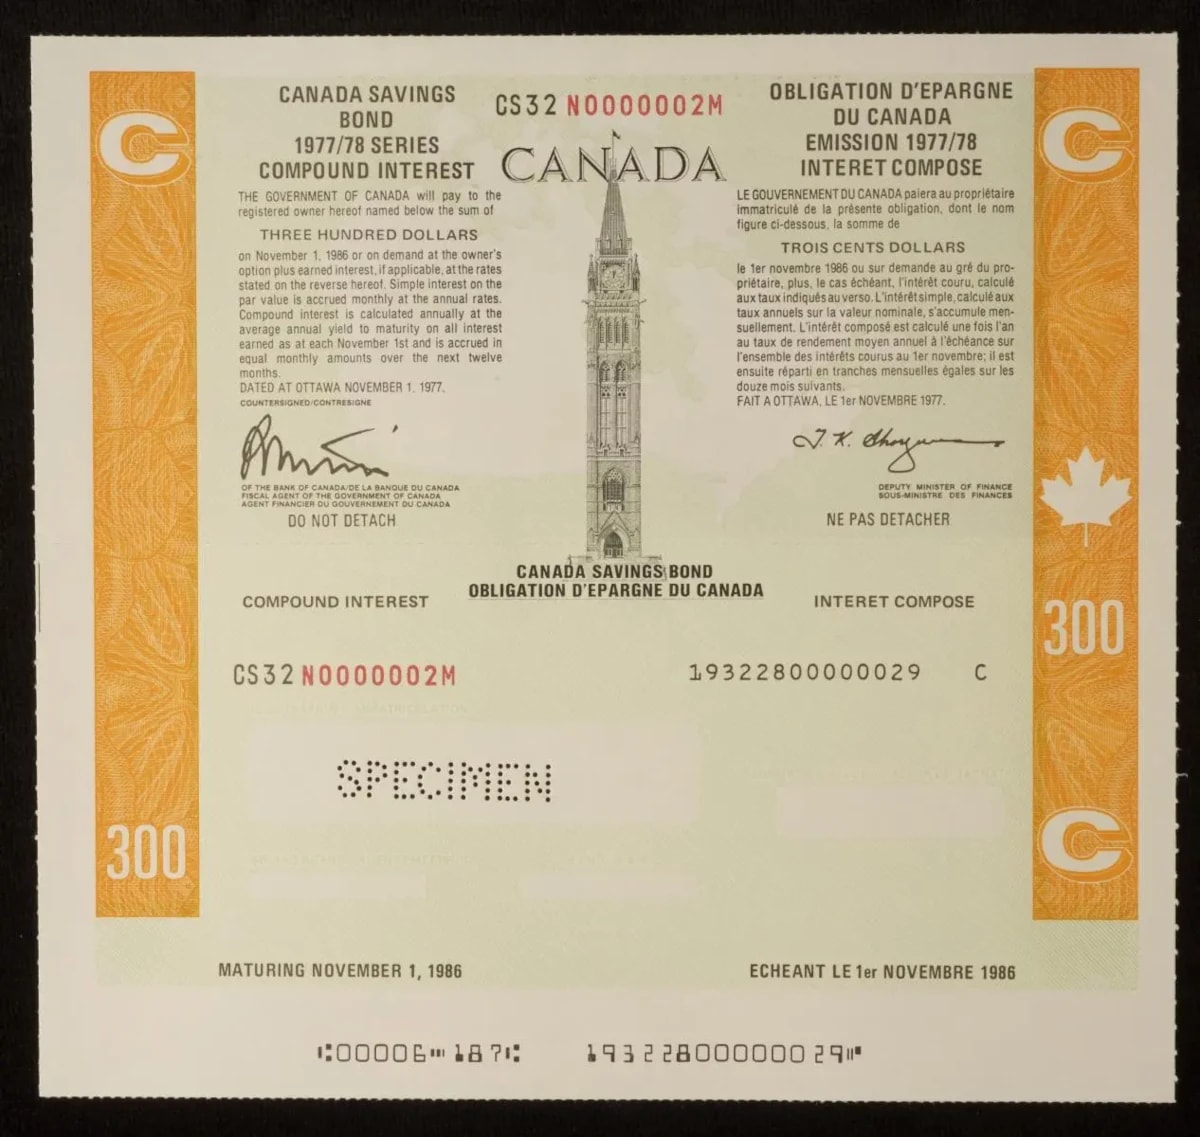 C
CANADA SAVINGS
BOND
1977/78 SERIES
COMPOUND INTEREST
THE GOVERNMENT OF CANADA will pay to the
registered owner hereof named below the sum of
THREE HUNDRED DOLLARS
on November 1, 1986 or on demand at the owner's
option plus earned interest, if applicable, at the rates
stated on the reverse hereof. Simple interest on the
par value is accrued monthly at the annual rates.
Compound interest is calculated annually at the
average annual yield to maturity on all interest
earned as at each November 1st and is accrued in
equal monthly amounts over the next twelve
months.
DATED AT OTTAWA NOVEMBER 1, 1977.
COUNTERSIGNED/CONTRESIGNE
OF THE BANK OF CANADA/DE LA BANQUE DU CANADA
FISCAL AGENT OF THE GOVERNMENT OF CANADA
AGENT FINANCIER DU GOUVERNEMENT DU CANADA
DO NOT DETACH
CS32 N0000002M
CANADA
OBLIGATION D'EPARGNE
DU CANADA
EMISSION 1977/78
INTERET COMPOSE
LE GOUVERNEMENT DU CANADA paiera au propriétaire
immatriculé de la présente obligation, dont le nom
figure ci-dessous, la somme de
TROIS CENTS DOLLARS
le 1er novembre 1986 ou sur demande au gré du pro-
priétaire, plus, le cas échéant, l'intérêt couru, calculé
aux taux indiqués au verso. L'intérêt simple, calculé aux
taux annuels sur la valeur nominale, s'accumule men-
suellement. L'intérêt composé est calculé une fois l'an
au taux de rendement moyen annuel à l'échéance sur
l'ensemble des intérêts courus au 1er novembre; il est
ensuite réparti en tranches mensuelles égales sur les
douze mois suivants.
FAIT A OTTAWA, LE 1er NOVEMBRE 1977.
DEPUTY MINISTER OF FINANCE
SOUS-MINISTRE DES FINANCES
NE PAS DETACHER
C
CANADA SAVINGS BOND
OBLIGATION D'EPARGNE DU CANADA
COMPOUND INTEREST
INTERET COMPOSE
300
CS32 N0000002M
19322800000029 C
SPECIMEN
300
C
MATURING NOVEMBER 1, 1986
ECHEANT LE 1er NOVEMBRE 1986
00006 187
19322800000029